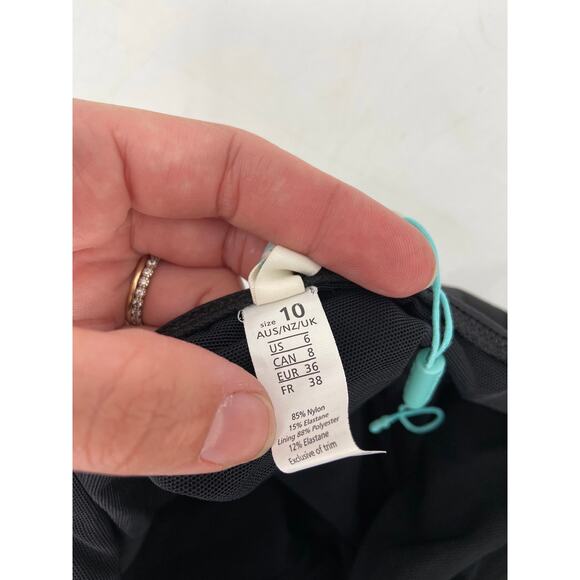 size 10
AUS/NZ/UK
US 6
CAN 8
EUR 36
FR 38
85% Nylon
15% Elastane
Lining 88% Polyester
12% Elastane
Exclusive of trim